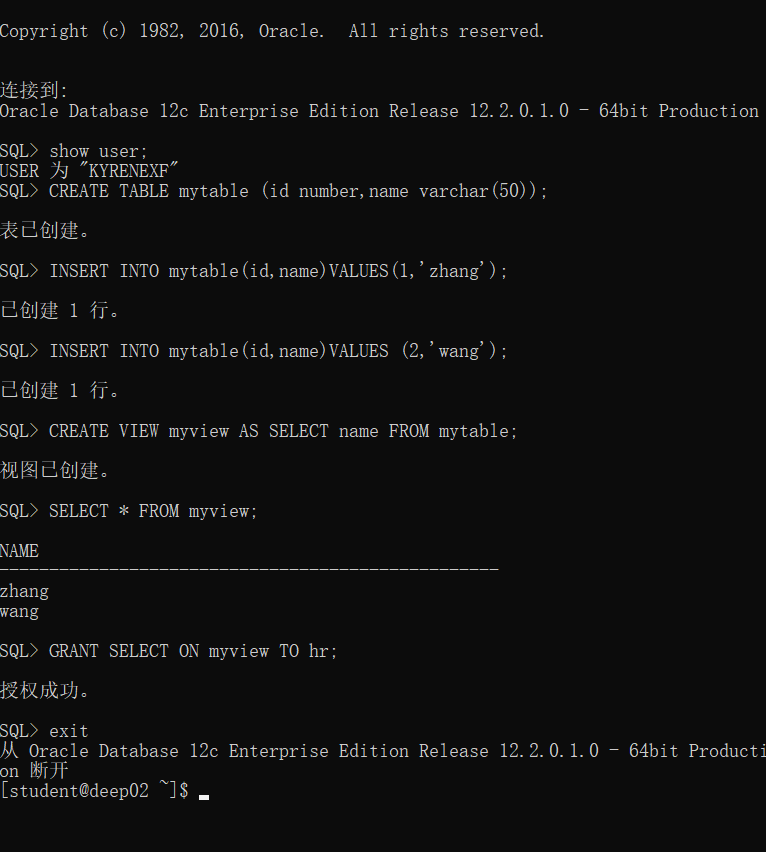 Copyright (c) 1982, 2016, Oracle.  All rights reserved.
连接到:
Oracle Database 12c Enterprise Edition Release 12.2.0.1.0 - 64bit Production
SQL> show user;
USER 为 "KYRENEXF"
SQL> CREATE TABLE mytable (id number,name varchar(50));
表已创建。
SQL> INSERT INTO mytable(id,name)VALUES(1,'zhang');
已创建 1 行。
SQL> INSERT INTO mytable(id,name)VALUES (2,'wang');
已创建 1 行。
SQL> CREATE VIEW myview AS SELECT name FROM mytable;
视图已创建。
SQL> SELECT * FROM myview;
NAME
--------------------------------------------------
zhang
wang
SQL> GRANT SELECT ON myview TO hr;
授权成功。
SQL> exit
从 Oracle Database 12c Enterprise Edition Release 12.2.0.1.0 - 64bit Producti
on 断开
[student@deep02 ~]$